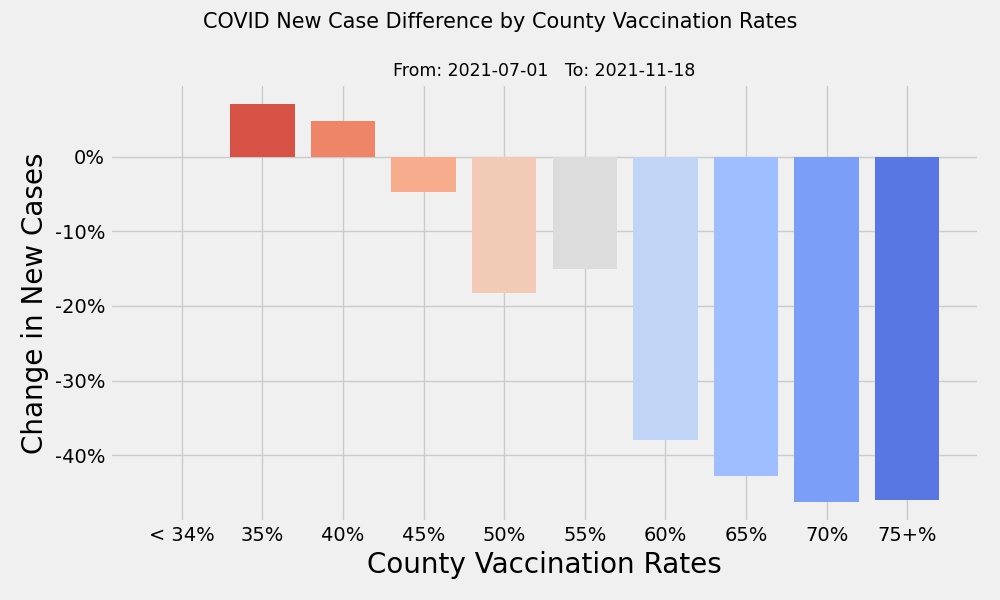 COVID New Case Difference by County Vaccination Rates
From: 2021-07-01   To: 2021-11-18
Change in New Cases
0%
-10%
-20%
-30%
-40%
< 34% 35% 40% 45% 50% 55% 60% 65% 70% 75+%
County Vaccination Rates